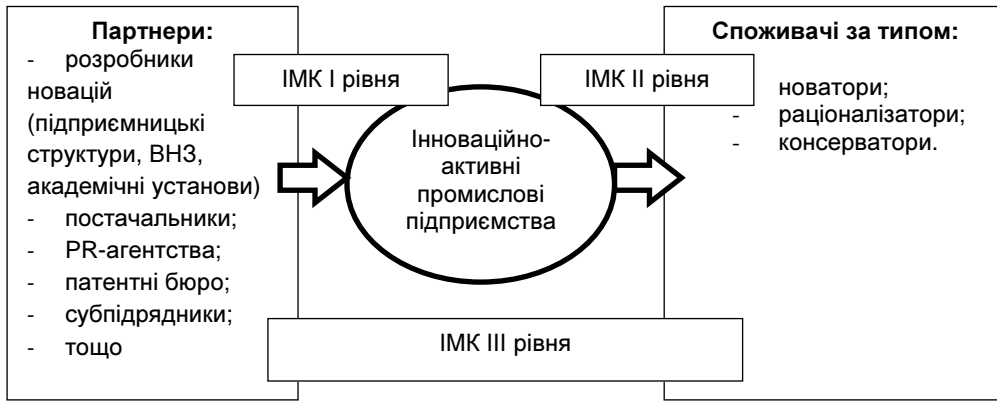 Партнери:
- розробники
новацій
(підприємницькі
структури, ВНЗ,
академічні установи)
- постачальники;
- PR-агентства;
- патентні бюро;
- субпідрядники;
- тощо
ІМК І рівня
Інноваційно-
активні
промислові
підприємства
ІМК ІІ рівня
ІМК ІІІ рівня
Споживачі за типом:
новатори;
- раціоналізатори;
- консерватори.